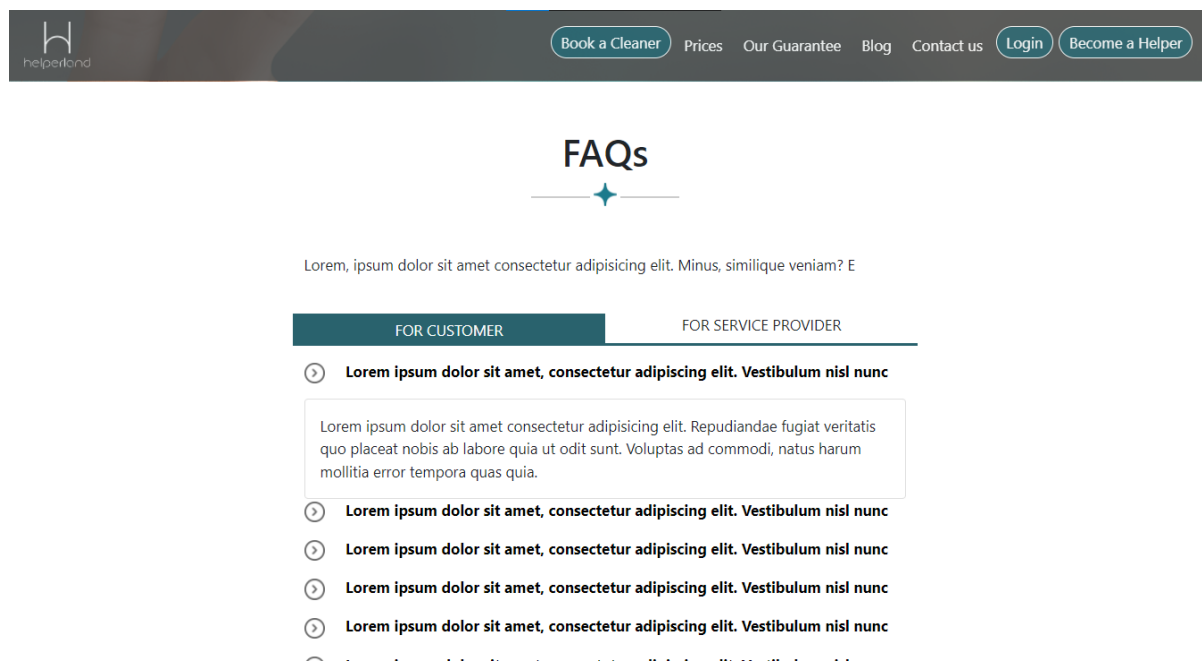 helperland
Book a Cleaner Prices Our Guarantee Blog Contact us Login Become a Helper
FAQs
Lorem, ipsum dolor sit amet consectetur adipisicing elit. Minus, similique veniam? E
FOR CUSTOMER FOR SERVICE PROVIDER
Lorem ipsum dolor sit amet, consectetur adipiscing elit. Vestibulum nisl nunc
Lorem ipsum dolor sit amet consectetur adipisicing elit. Repudiandae fugiat veritatis
quo placeat nobis ab labore quia ut odit sunt. Voluptas ad commodi, natus harum
mollitia error tempora quas quia.
Lorem ipsum dolor sit amet, consectetur adipiscing elit. Vestibulum nisl nunc
Lorem ipsum dolor sit amet, consectetur adipiscing elit. Vestibulum nisl nunc
Lorem ipsum dolor sit amet, consectetur adipiscing elit. Vestibulum nisl nunc
Lorem ipsum dolor sit amet, consectetur adipiscing elit. Vestibulum nisl nunc